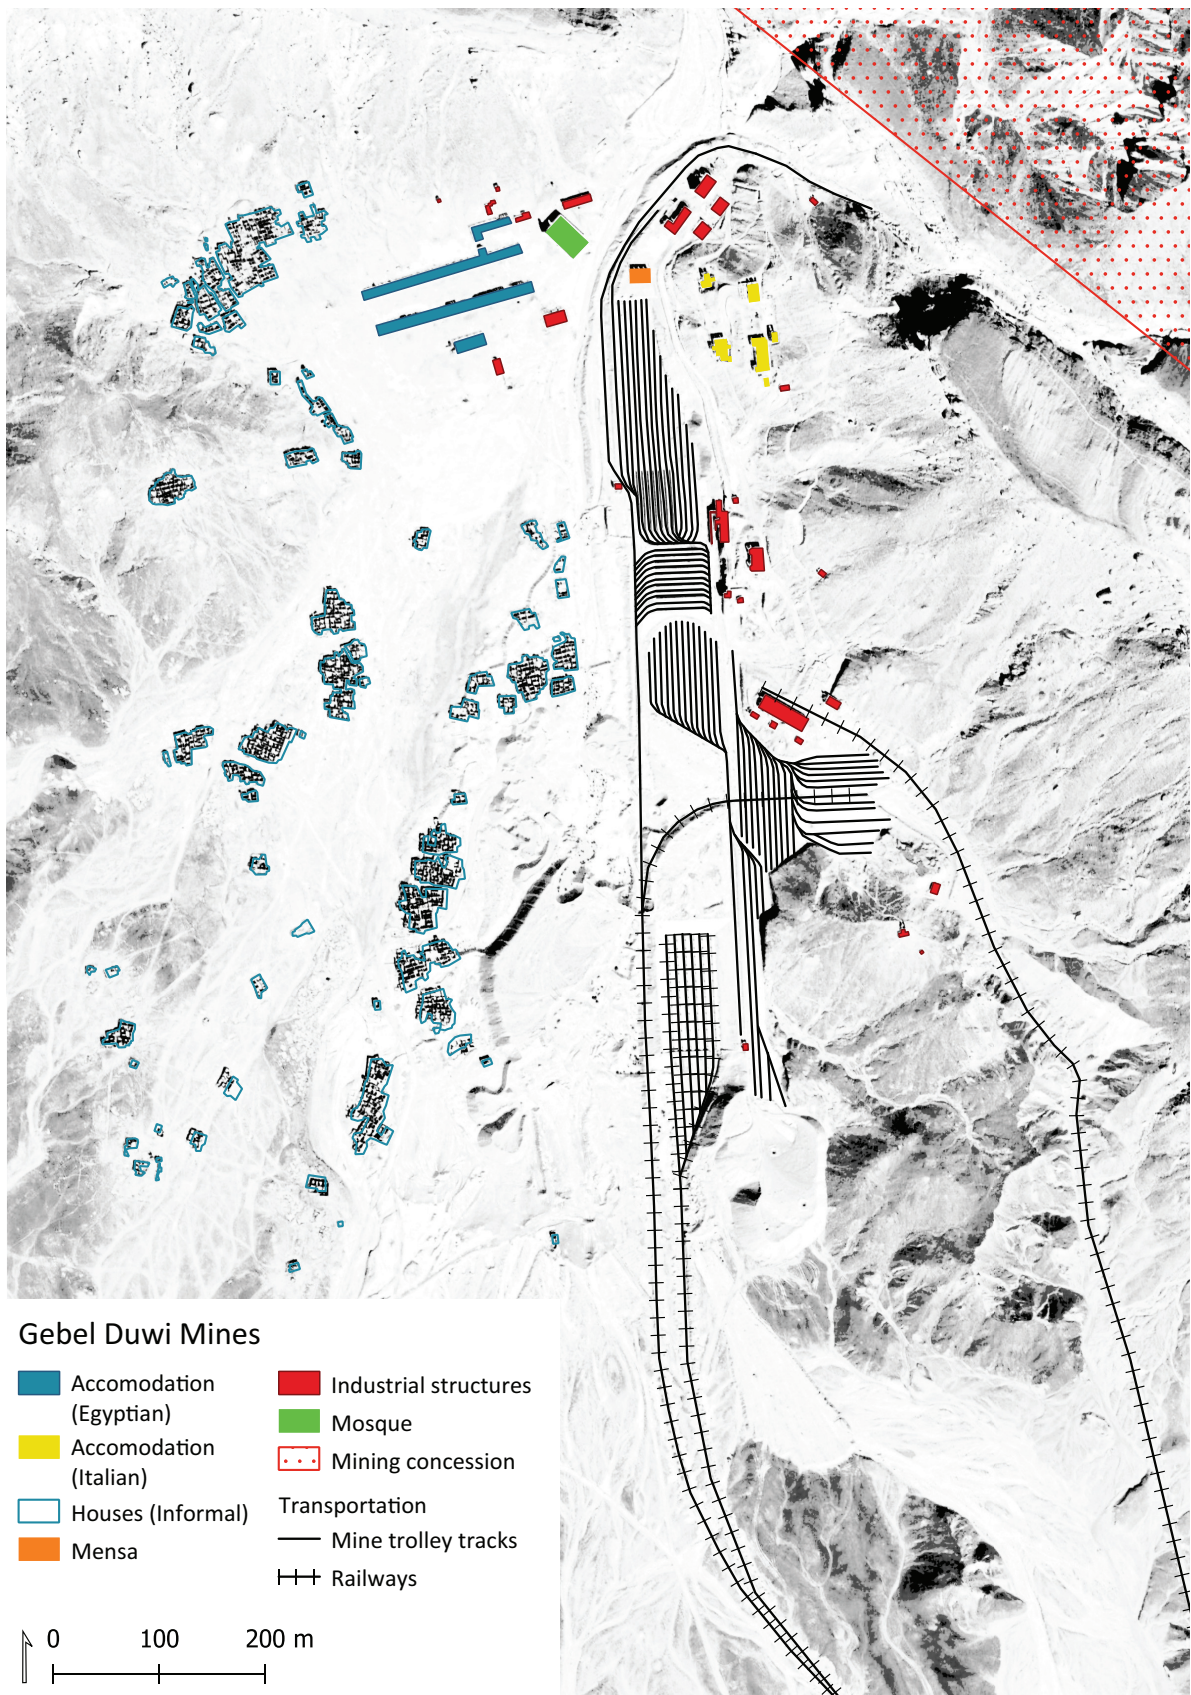 Gebel Duwi Mines
Accomodation
(Egyptian)
Accomodation
(Italian)
Houses (Informal)
Mensa
Industrial structures
Mosque
Mining concession
Transportation
Mine trolley tracks
Railways
0 100 200 m